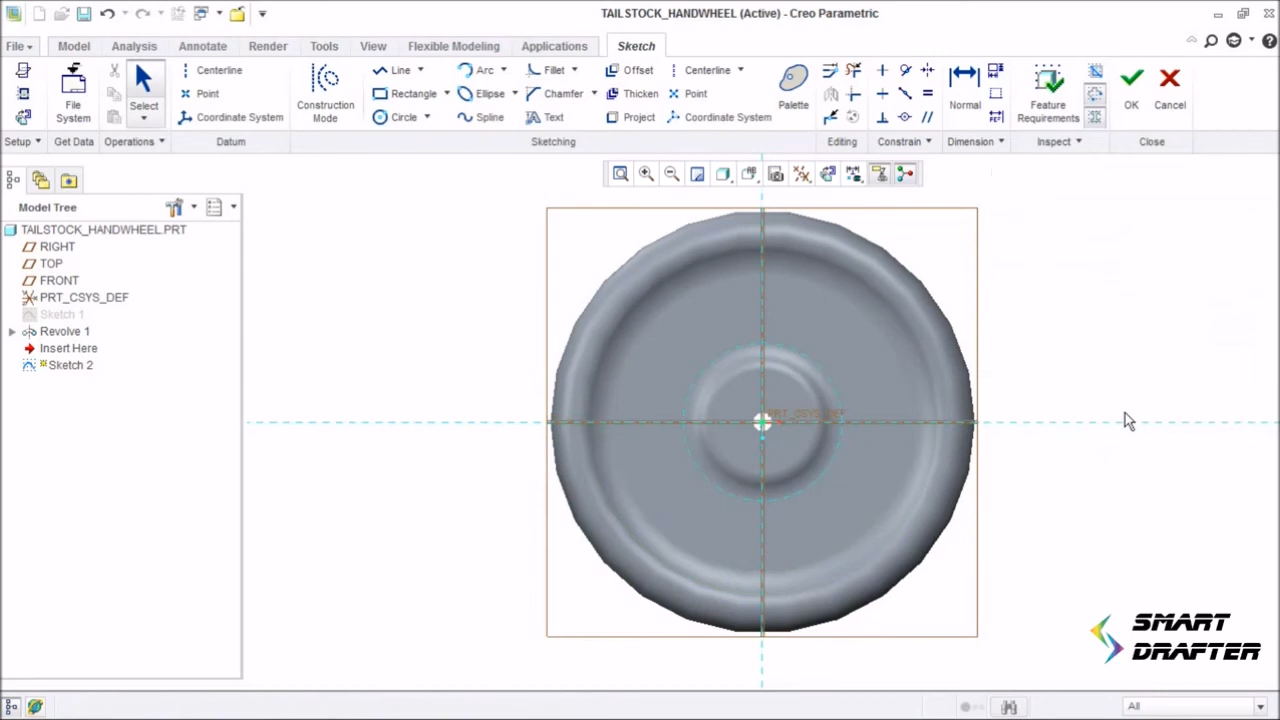 TAILSTOCK_HANDWHEEL (Active) - Creo Parametric
File Model Analysis Annotate Render Tools View Flexible Modeling Applications Sketch
Centerline Line Arc Fillet Offset Centerline
Point Rectangle Ellipse Chamfer Thicken Point
Coordinate System Circle Spline Text Project Coordinate System
File System
Select
Construction Mode
Palette
Normal
Feature Requirements
OK
Cancel
Setup Get Data Operations Datum Sketching Editing Constrain Dimension Inspect Close
Model Tree
TAILSTOCK_HANDWHEEL.PRT
RIGHT
TOP
FRONT
PRT_CSYS_DEF
Sketch 1
Revolve 1
Insert Here
Sketch 2
PRT_CSYS_DEF
SMART
DRAFTER
All